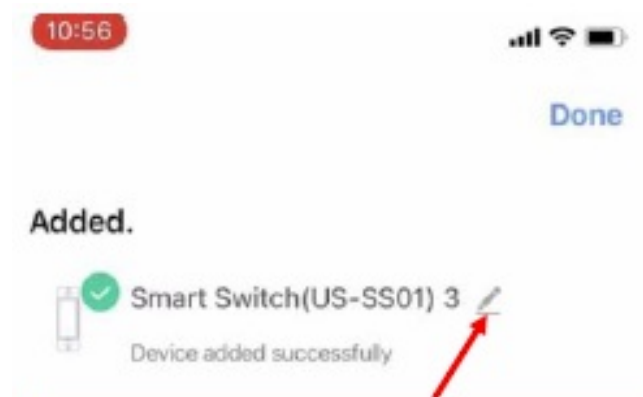 10:56
Done
Added.
Smart Switch(US-SS01) 3
Device added successfully